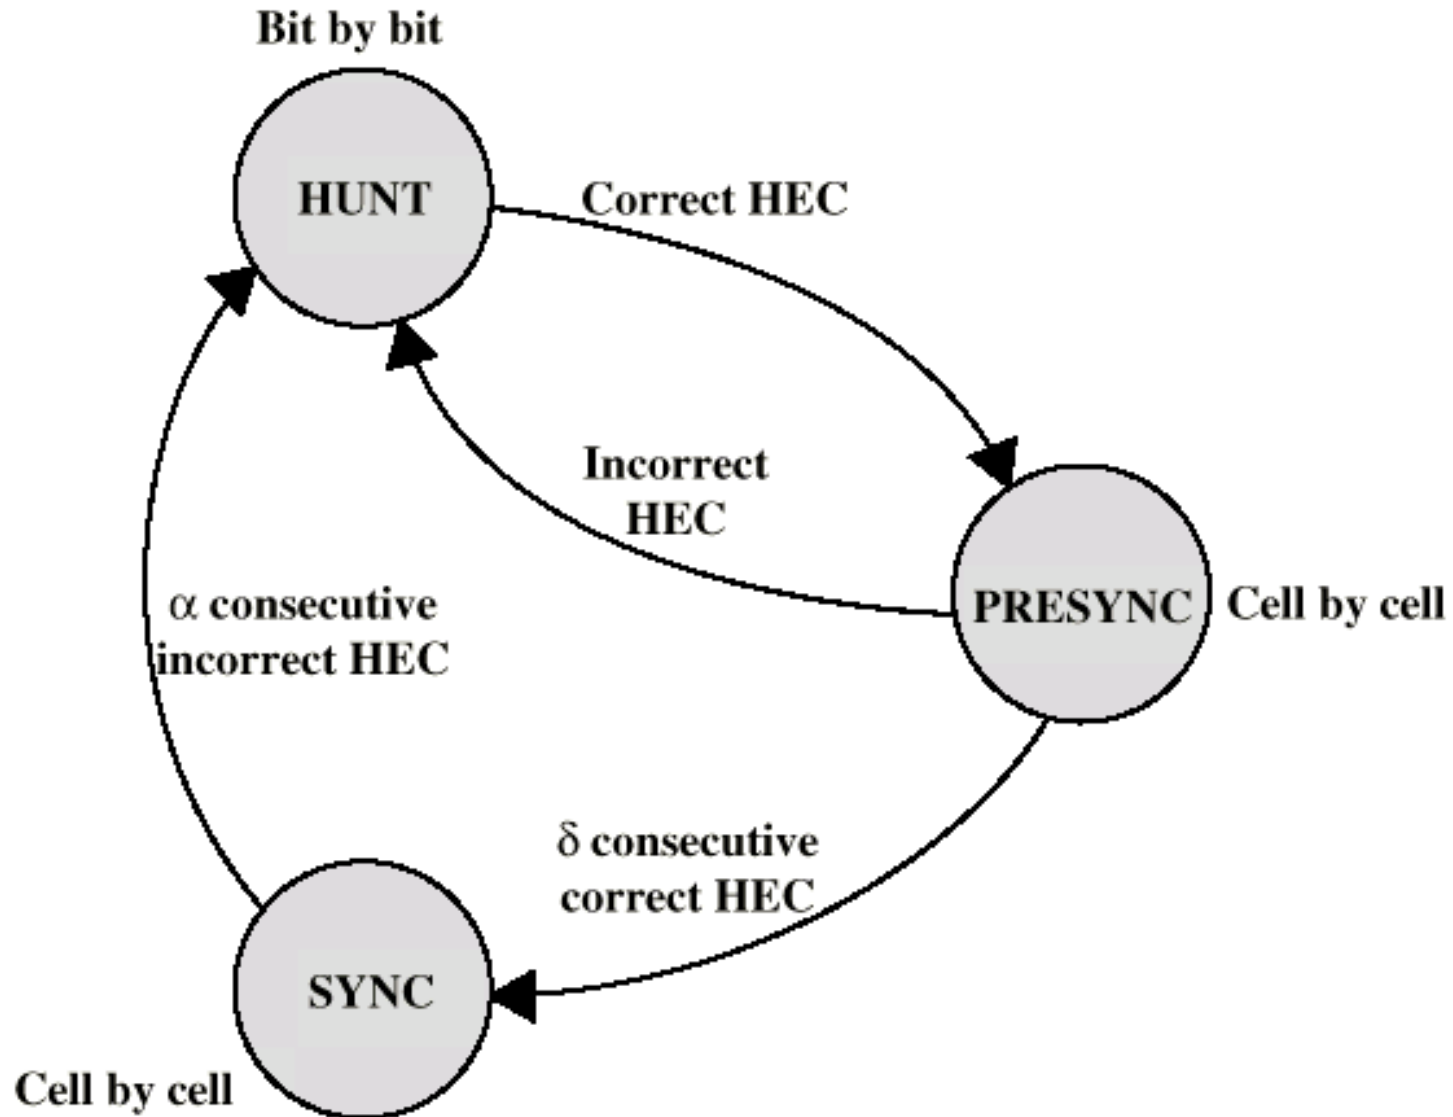 Bit by bit
HUNT
Correct HEC
Incorrect
HEC
PRESYNC
Cell by cell
α consecutive
incorrect HEC
δ consecutive
correct HEC
SYNC
Cell by cell